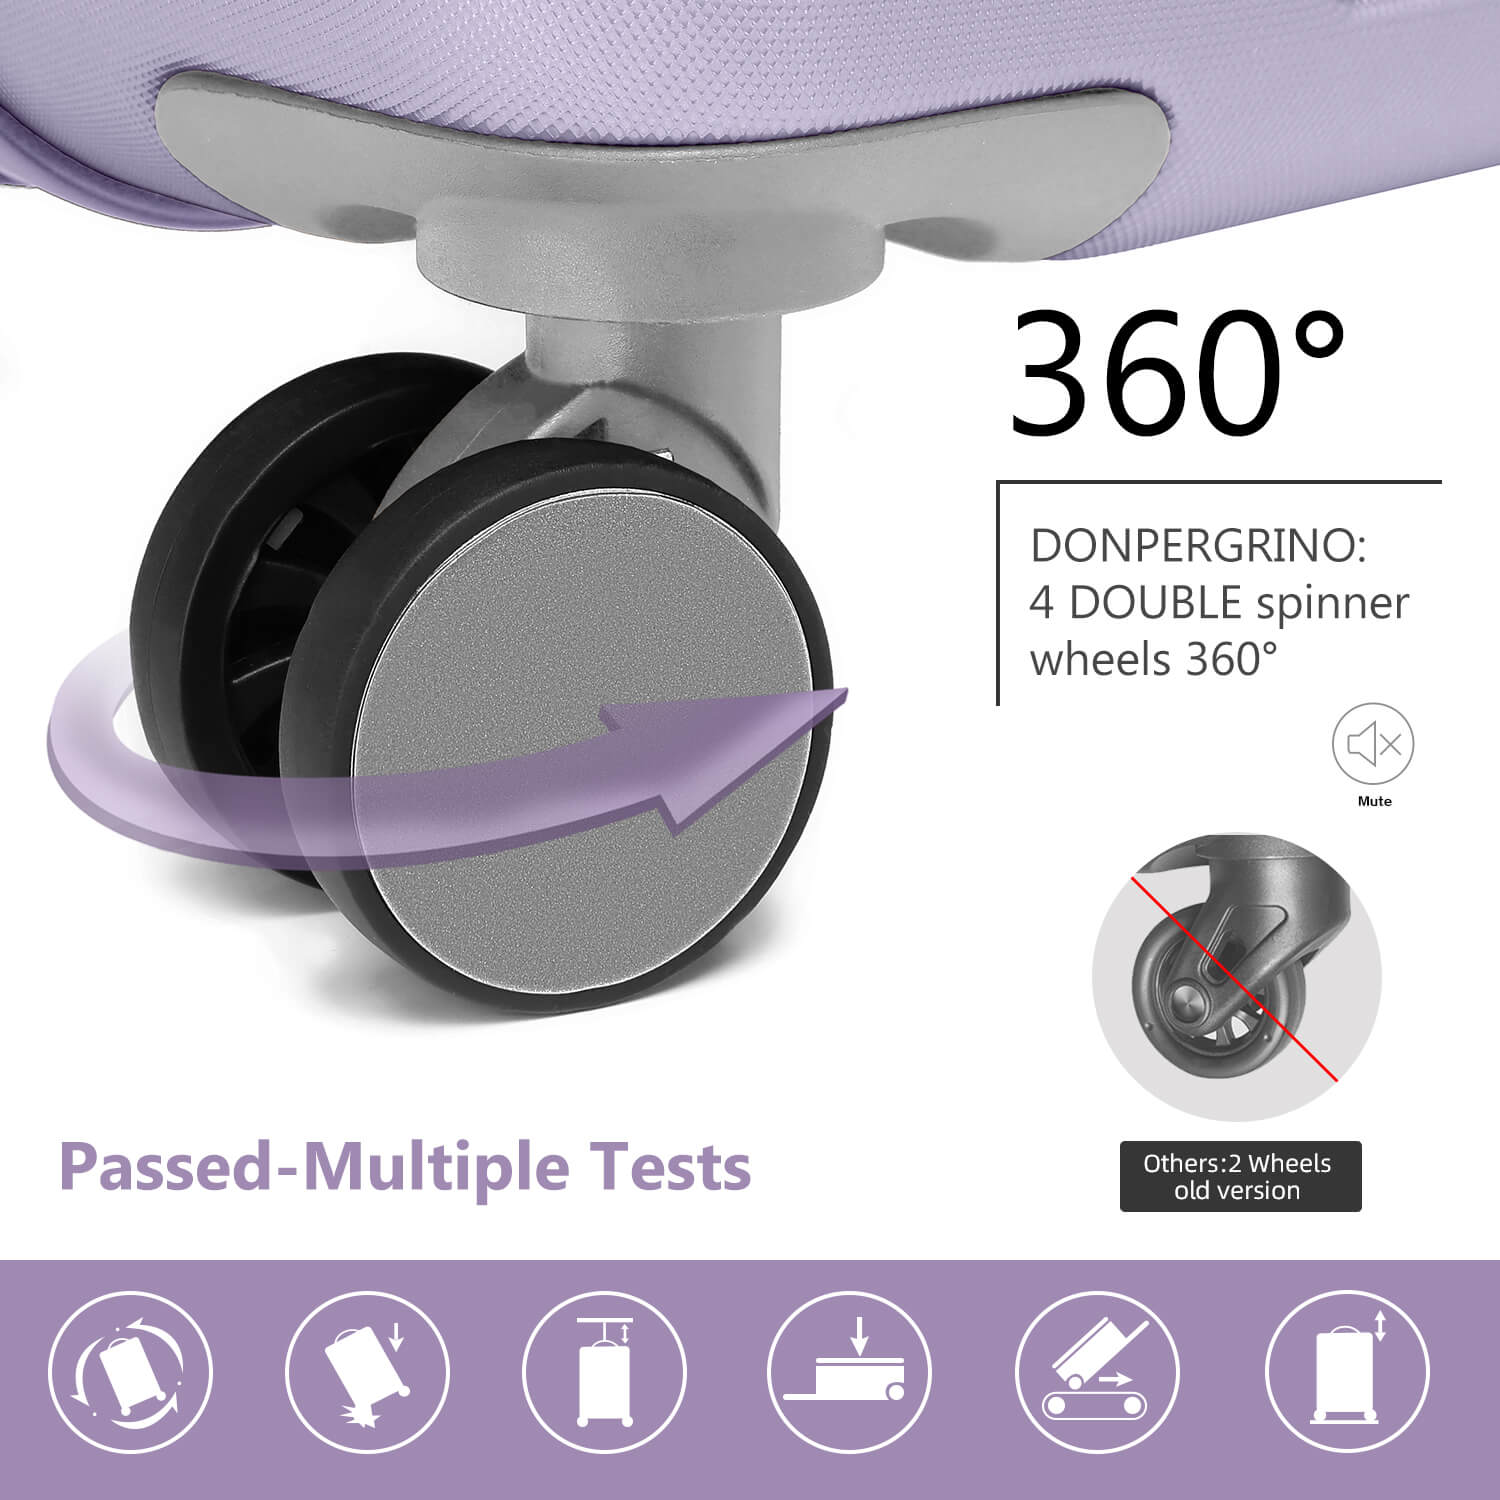 360°
DONPERGRINO:
4 DOUBLE spinner
wheels 360°
Mute
Others:2 Wheels
old version
Passed-Multiple Tests